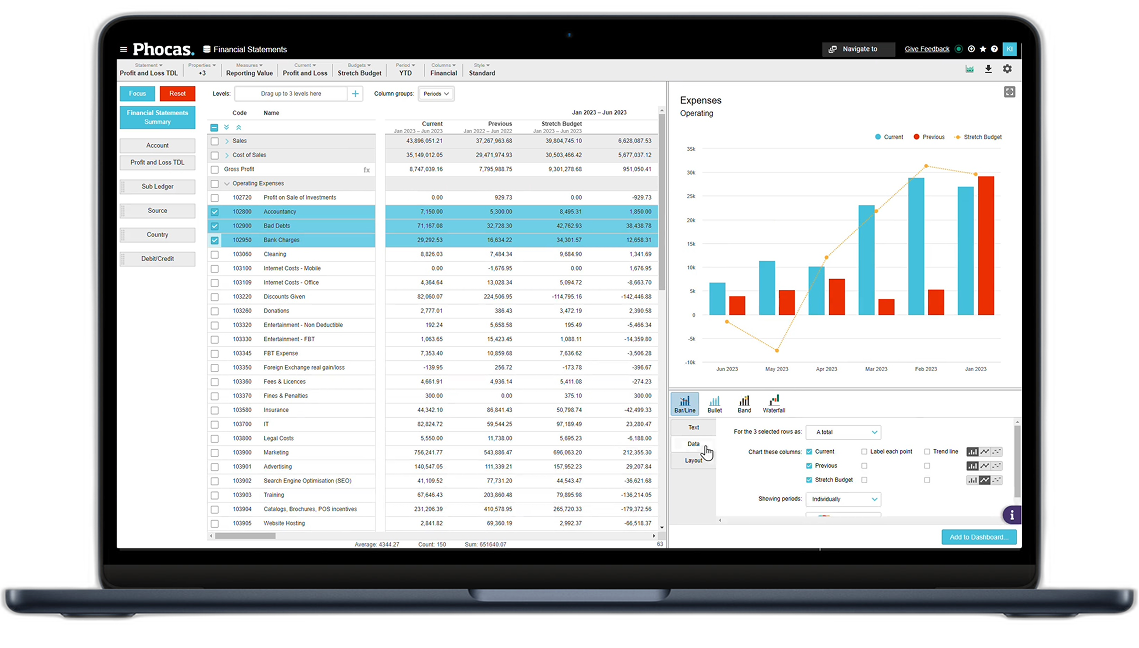 Phocas. Financial Statements Navigate to Give Feedback KI
Statement Properties Measures Current Budgets Period Columns Style
Profit and Loss TDL +3 Reporting Value Profit and Loss Stretch Budget YTD Financial Standard
Focus Reset Levels: Drag up to 3 levels here + Column groups: Periods
Financial Statements
Summary
Account
Profit and Loss TDL
Sub Ledger
Source
Country
Debit/Credit
Code Name Jan 2023 – Jun 2023
Current Previous Stretch Budget
Jan 2023 – Jun 2023 Jan 2022 – Jun 2022 Jan 2023 – Jun 2023
Sales 43,896,051.21 37,267,963.68 39,804,745.10 6,628,087.53
Cost of Sales 35,149,012.05 29,471,974.93 30,503,466.42 5,677,037.12
Gross Profit fx 8,747,039.16 7,795,988.75 9,301,278.68 951,050.41
Operating Expenses
102720 Profit on Sale of Investments 0.00 929.73 0.00 -929.73
102800 Accountancy 7,150.00 5,300.00 8,495.31 1,850.00
102900 Bad Debts 71,167.08 32,728.30 42,762.93 38,438.78
102950 Bank Charges 29,292.53 16,634.22 34,301.57 12,658.31
103060 Cleaning 8,826.03 7,484.34 9,684.90 1,341.69
103100 Internet Costs - Mobile 0.00 -1,676.95 0.00 1,676.95
103101 Internet Costs - Office 4,364.64 13,028.34 5,094.72 -8,663.70
103220 Discounts Given 82,060.07 224,506.95 -114,795.16 -142,446.88
103260 Donations 2,777.01 386.43 3,472.19 2,390.58
103320 Entertainment - Non Deductible 192.24 5,658.58 195.49 -5,466.34
103330 Entertainment - FBT 1,063.65 15,423.45 1,088.11 -14,359.80
103345 FBT Expense 7,353.40 10,859.68 7,636.62 -3,506.28
103350 Foreign Exchange real gain/loss -139.95 256.72 -173.78 -396.67
103360 Fees & Licences 4,661.91 4,936.14 5,411.08 -274.23
103370 Fines & Penalties 300.00 0.00 375.10 300.00
103580 Insurance 44,342.10 86,841.43 50,798.74 -42,499.33
103700 IT 82,824.72 59,544.25 97,189.49 23,280.47
103800 Legal Costs 5,550.00 11,738.00 5,695.23 -6,188.00
103900 Marketing 756,241.77 543,886.47 696,063.20 212,355.30
103901 Advertising 140,547.05 111,339.21 157,952.23 29,207.84
103902 Search Engine Optimisation (SEO) 41,109.52 77,731.20 44,543.47 -36,621.68
103903 Training 67,646.43 203,860.48 79,895.98 -136,214.05
103904 Catalogs, Brochures, POS incentives 231,206.39 410,578.95 265,720.33 -179,372.56
103905 Website Hosting 2,841.82 69,360.19 2,992.37 -66,518.37
Average: 4344.27 Count: 150 Sum: 651640.07 63
Expenses
Operating
Current Previous Stretch Budget
35k
30k
25k
20k
15k
10k
5k
0
-5k
-10k
Jun 2023 May 2023 Apr 2023 Mar 2023 Feb 2023 Jan 2023
Bar/Line Bullet Band Waterfall
Text
Data
Layout
For the 3 selected rows as: A total
Chart these columns: Current Label each point Trend line
Previous
Stretch Budget
Showing periods: Individually
i
Add to Dashboard...